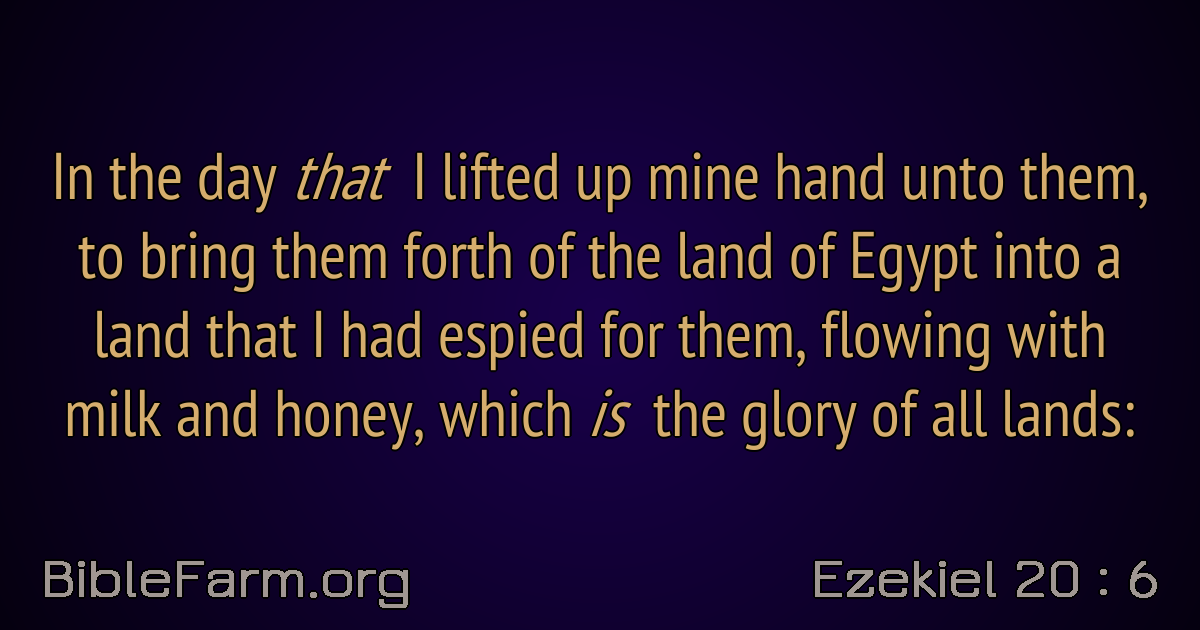 In the day that I lifted up mine hand unto them,
to bring them forth of the land of Egypt into a
land that I had espied for them, flowing with
milk and honey, which is the glory of all lands:
BibleFarm.org
Ezekiel 20 : 6